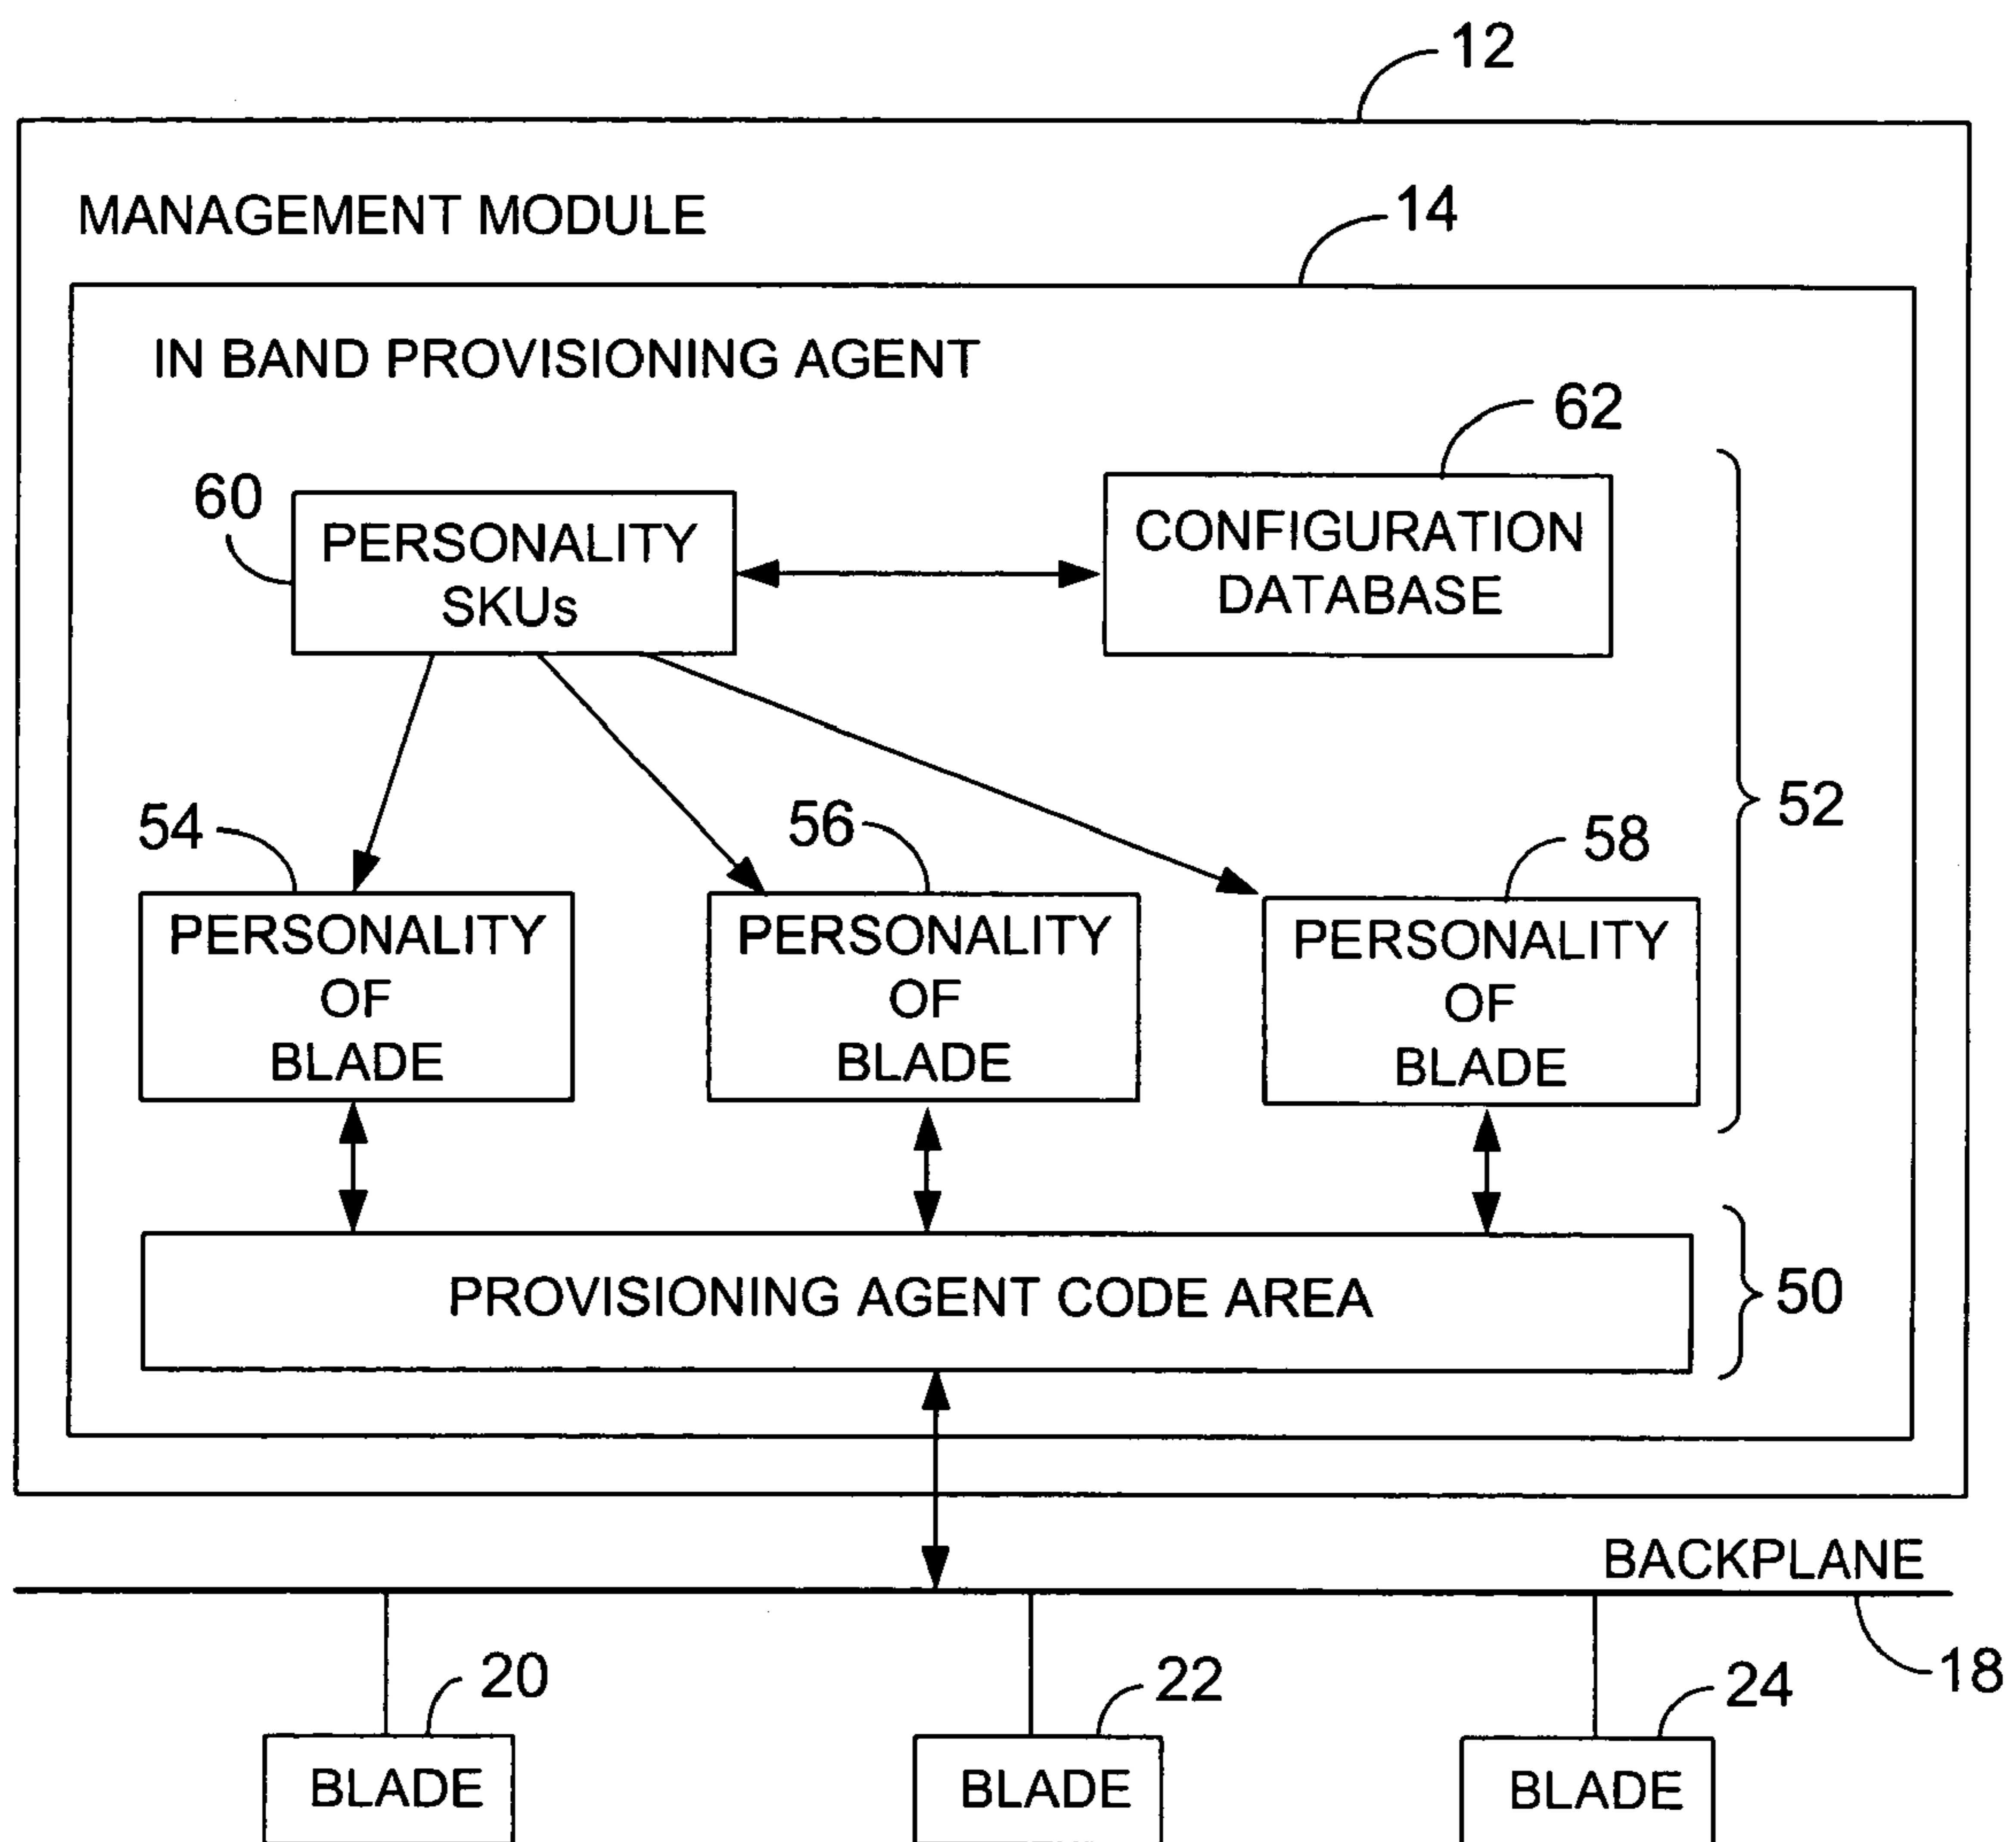 12
MANAGEMENT MODULE
14
IN BAND PROVISIONING AGENT
62
60
PERSONALITY
SKUs
CONFIGURATION
DATABASE
52
54
56
58
PERSONALITY
OF
BLADE
PERSONALITY
OF
BLADE
PERSONALITY
OF
BLADE
PROVISIONING AGENT CODE AREA
50
BACKPLANE
18
20
22
24
BLADE
BLADE
BLADE